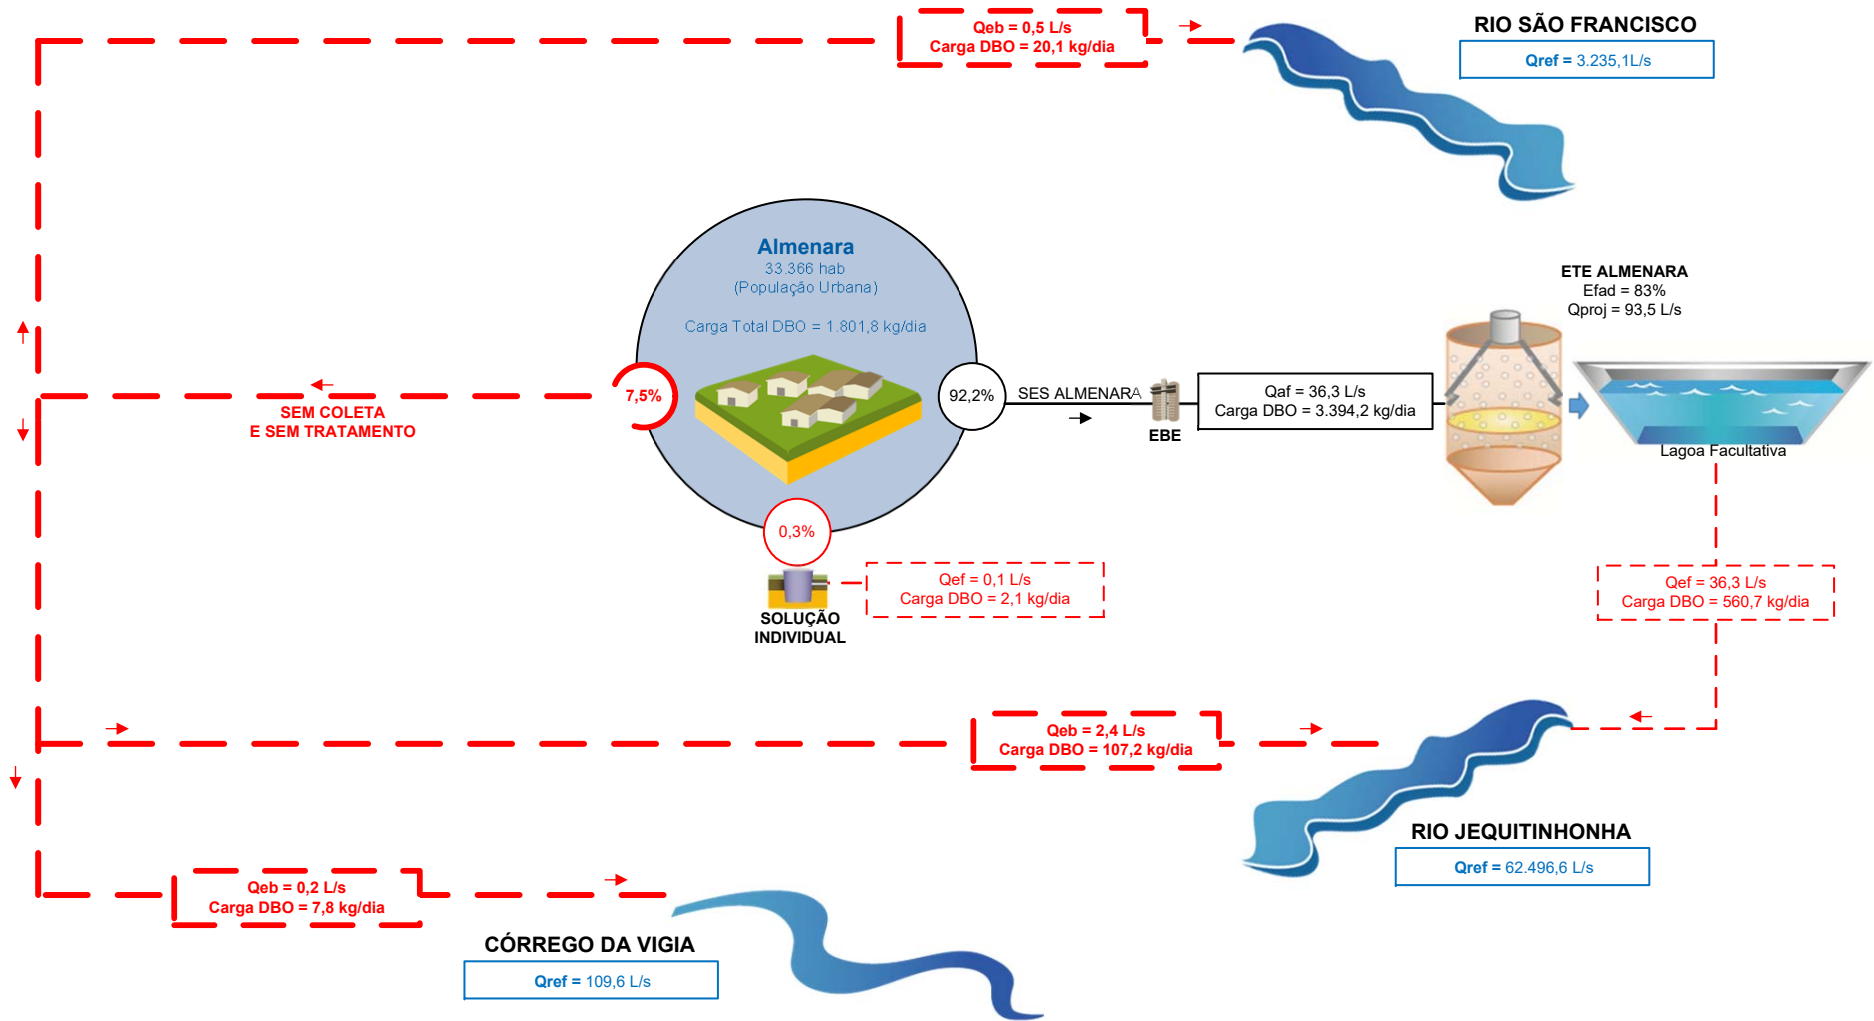 Qeb = 0,5 L/s
Carga DBO = 20,1 kg/dia
RIO SÃO FRANCISCO
Qref = 3.235,1L/s
Almenara
33.366 hab
(População Urbana)
Carga Total DBO = 1.801,8 kg/dia
ETE ALMENARA
Efad = 83%
Qproj = 93,5 L/s
7,5%
92,2%
SES ALMENARA
EBE
Qaf = 36,3 L/s
Carga DBO = 3.394,2 kg/dia
SEM COLETA
E SEM TRATAMENTO
Lagoa Facultativa
0,3%
SOLUÇÃO
INDIVIDUAL
Qef = 0,1 L/s
Carga DBO = 2,1 kg/dia
Qef = 36,3 L/s
Carga DBO = 560,7 kg/dia
Qeb = 2,4 L/s
Carga DBO = 107,2 kg/dia
RIO JEQUITINHONHA
Qref = 62.496,6 L/s
Qeb = 0,2 L/s
Carga DBO = 7,8 kg/dia
CÓRREGO DA VIGIA
Qref = 109,6 L/s